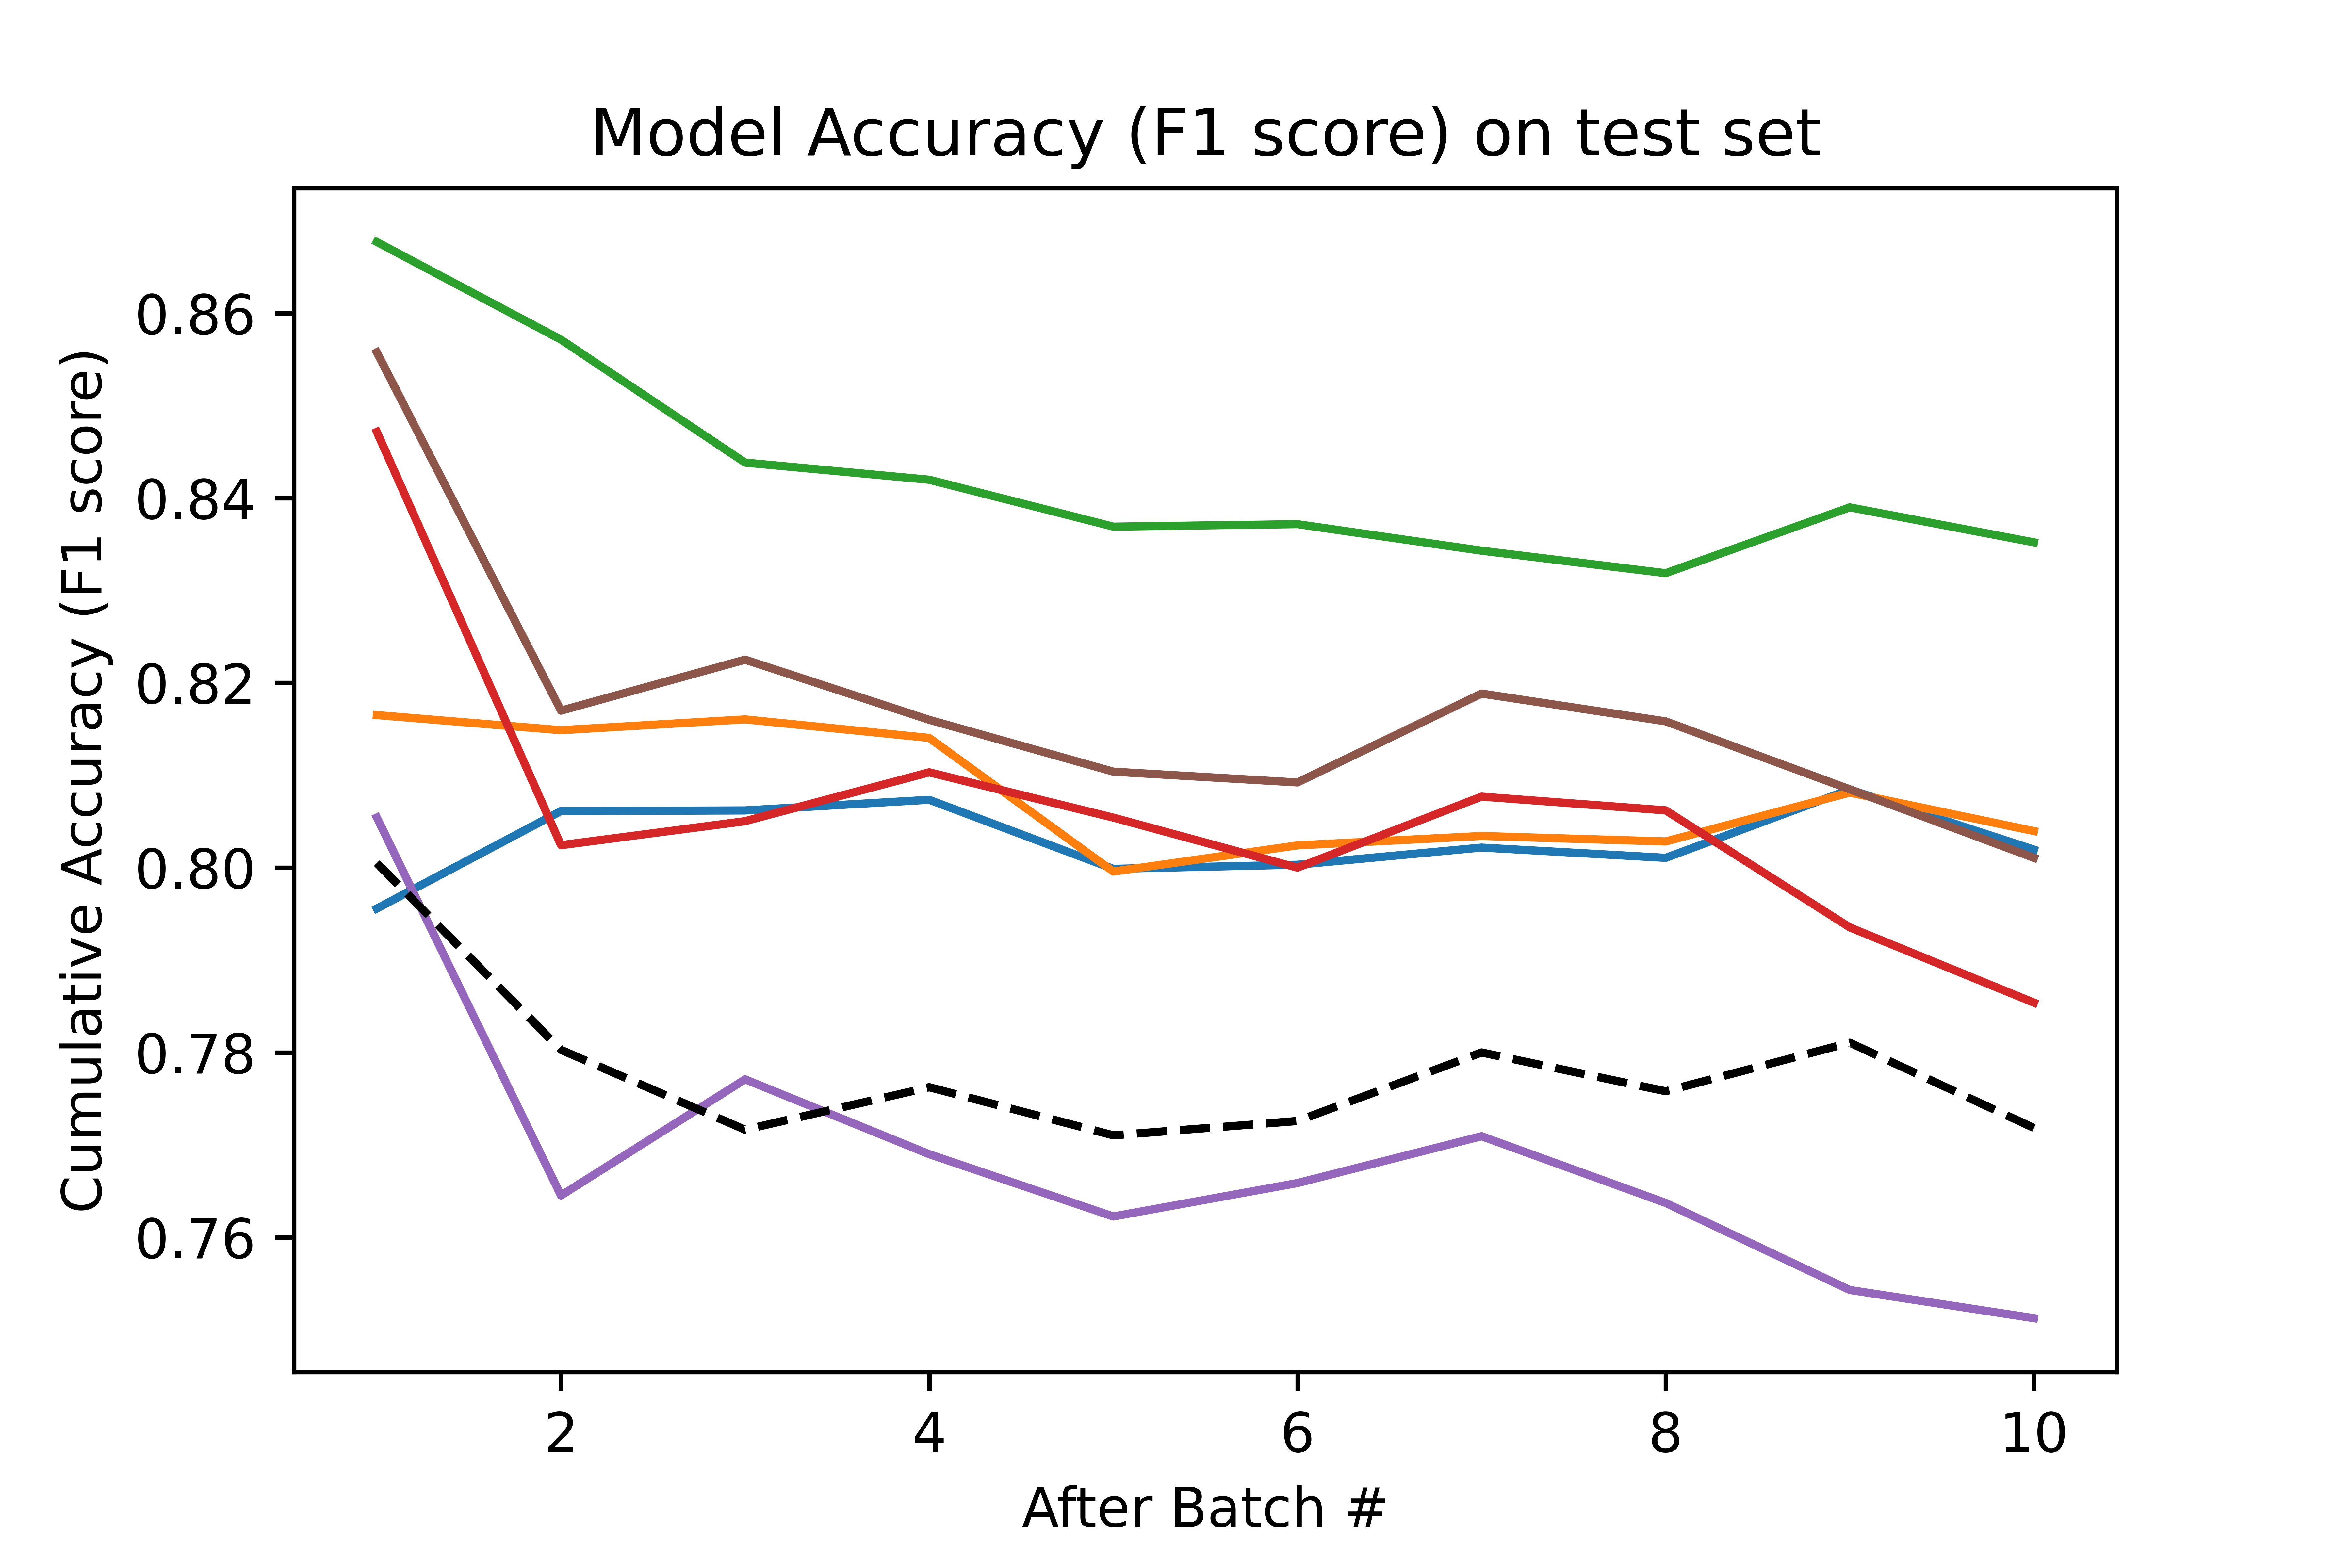 Model Accuracy (F1 score) on test set
Cumulative Accuracy (F1 score)
0.86
0.84
0.82
0.80
0.78
0.76
2 4 6 8 10
After Batch #